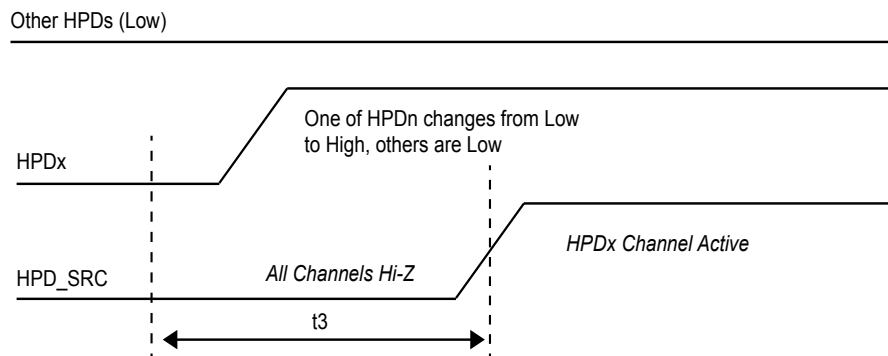 Other HPDs (Low)
One of HPDn changes from Low
to High, others are Low
HPDx
HPDx Channel Active
All Channels Hi-Z
HPD_SRC
t3